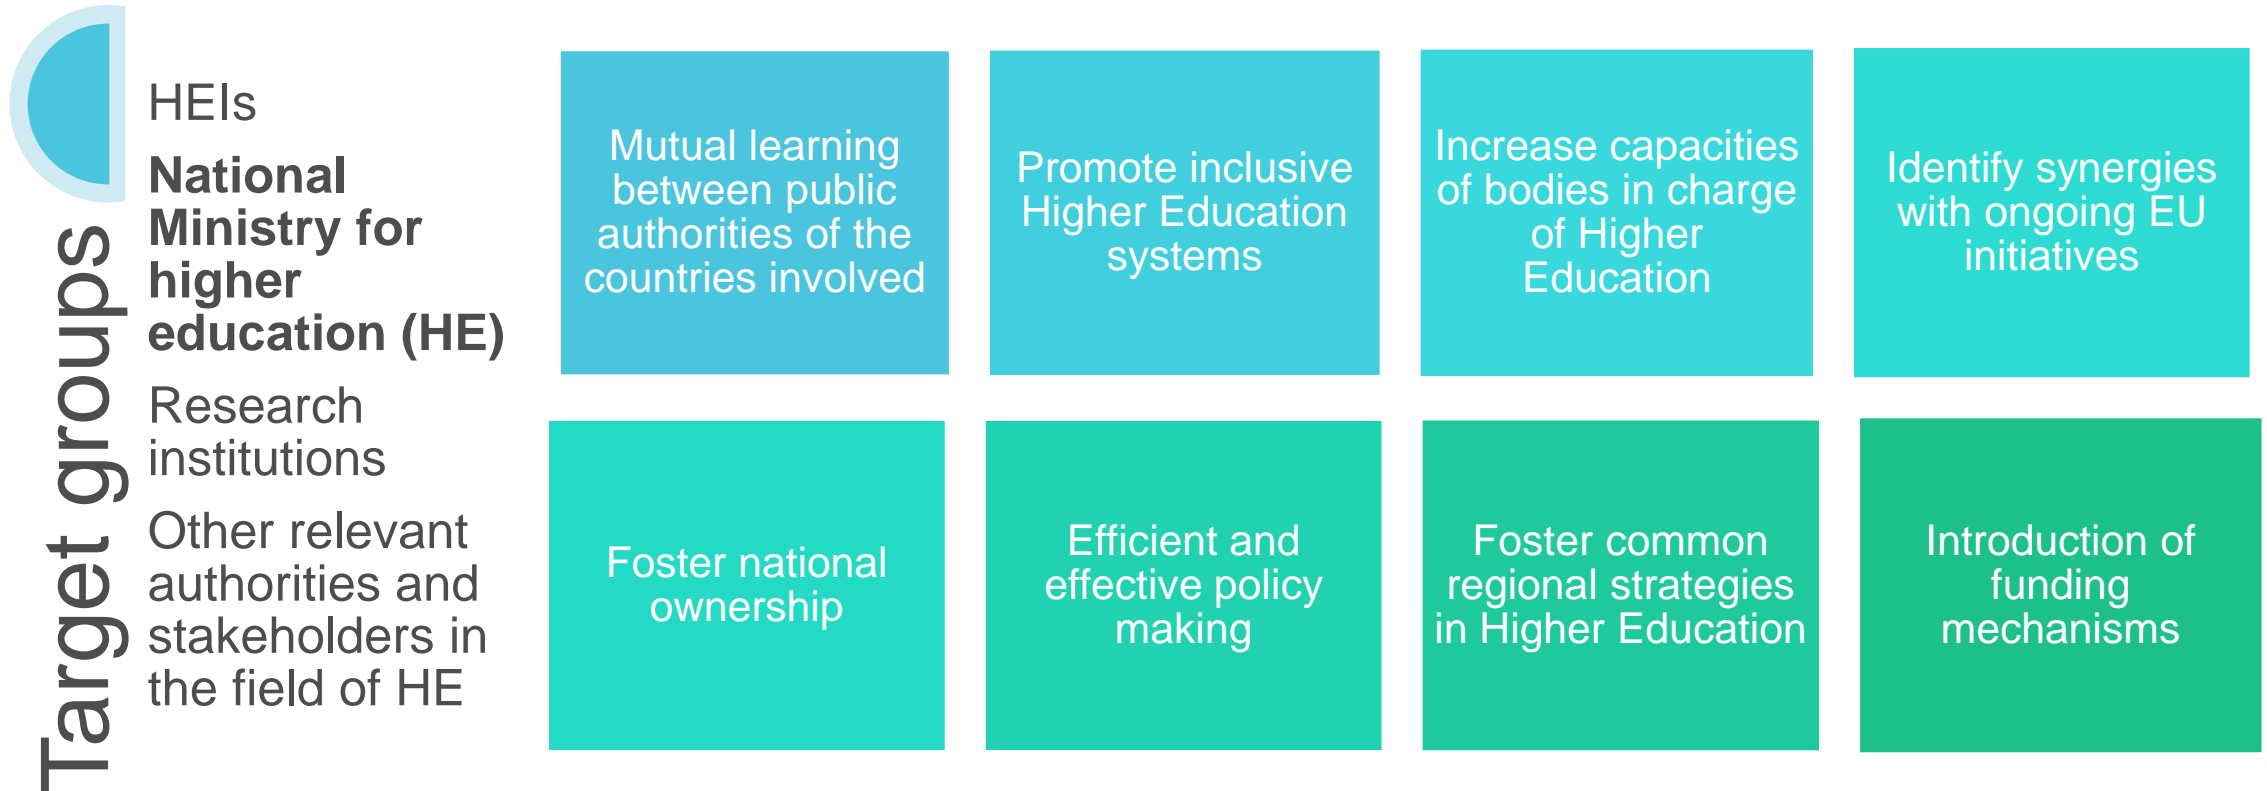 Target groups
HEIs
National
Ministry for
higher
education (HE)
Research
institutions
Other relevant
authorities and
stakeholders in
the field of HE
Mutual learning
between public
authorities of the
countries involved
Promote inclusive
Higher Education
systems
Increase capacities
of bodies in charge
of Higher
Education
Identify synergies
with ongoing EU
initiatives
Foster national
ownership
Efficient and
effective policy
making
Foster common
regional strategies
in Higher Education
Introduction of
funding
mechanisms